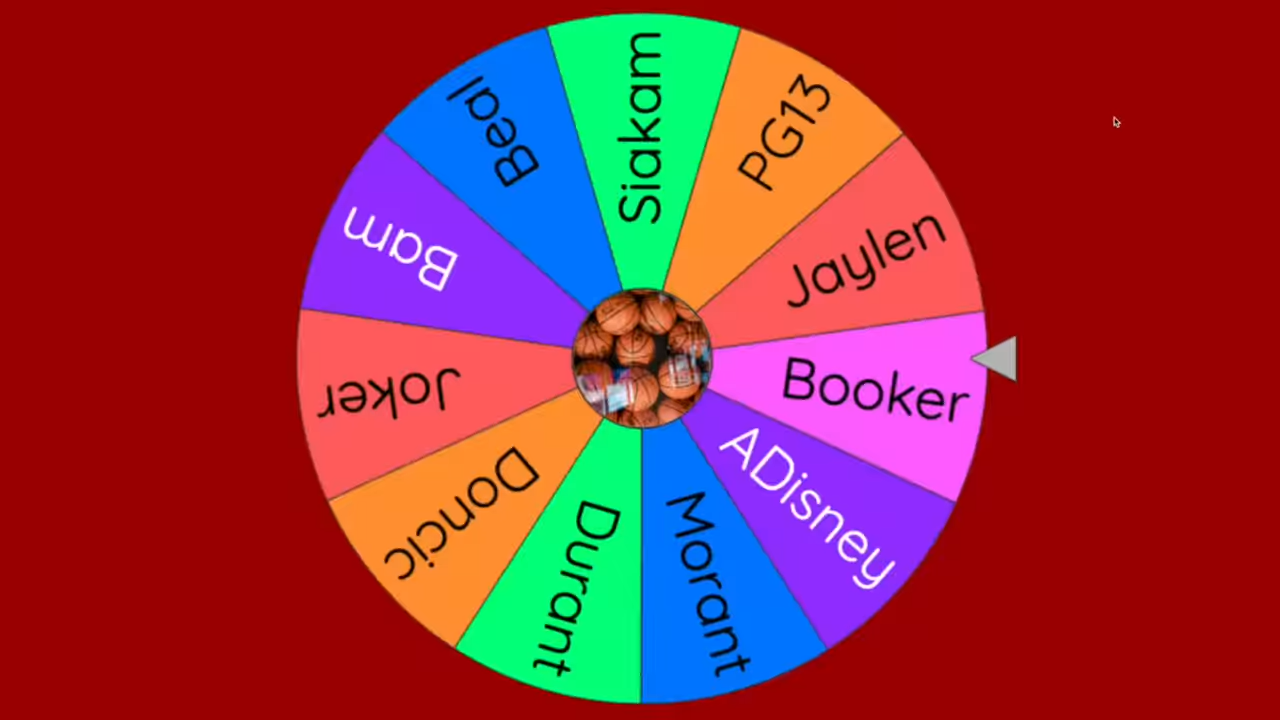 Siakam
PG13
Jaylen
Booker
ADisney
Morant
Durant
Doncic
Joker
Bam
Beal